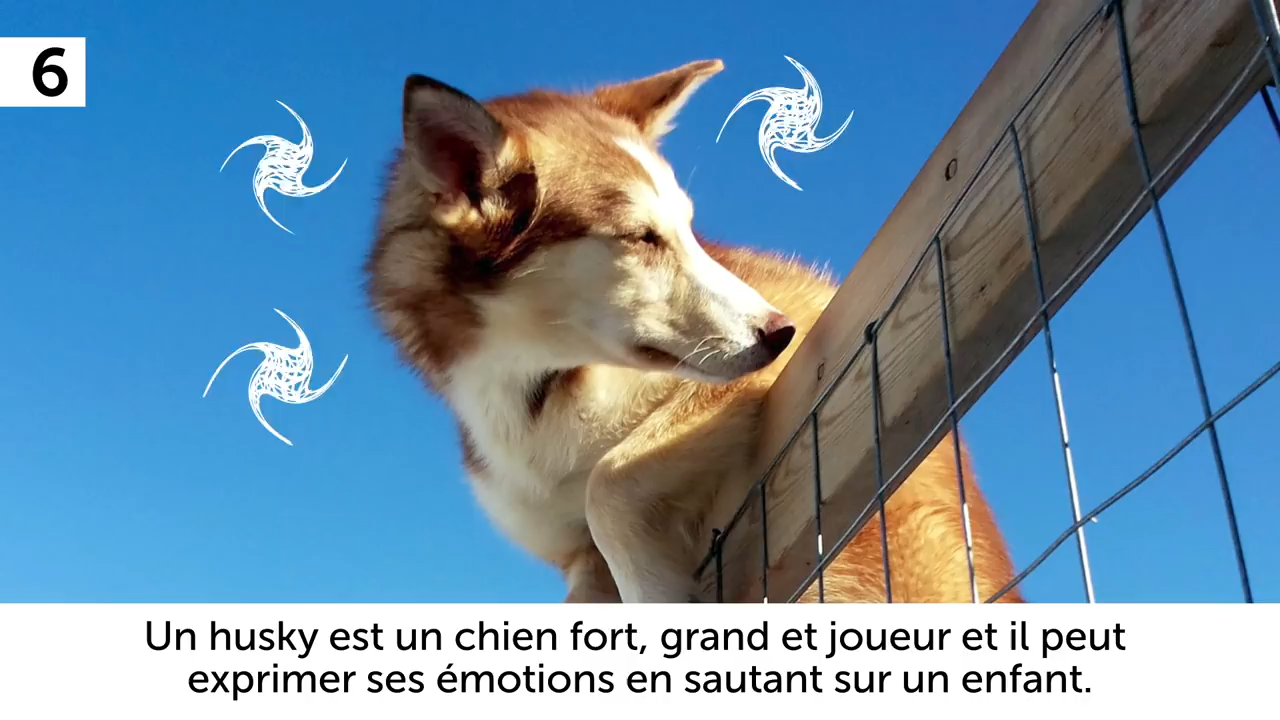 6
Un husky est un chien fort, grand et joueur et il peut
exprimer ses émotions en sautant sur un enfant.